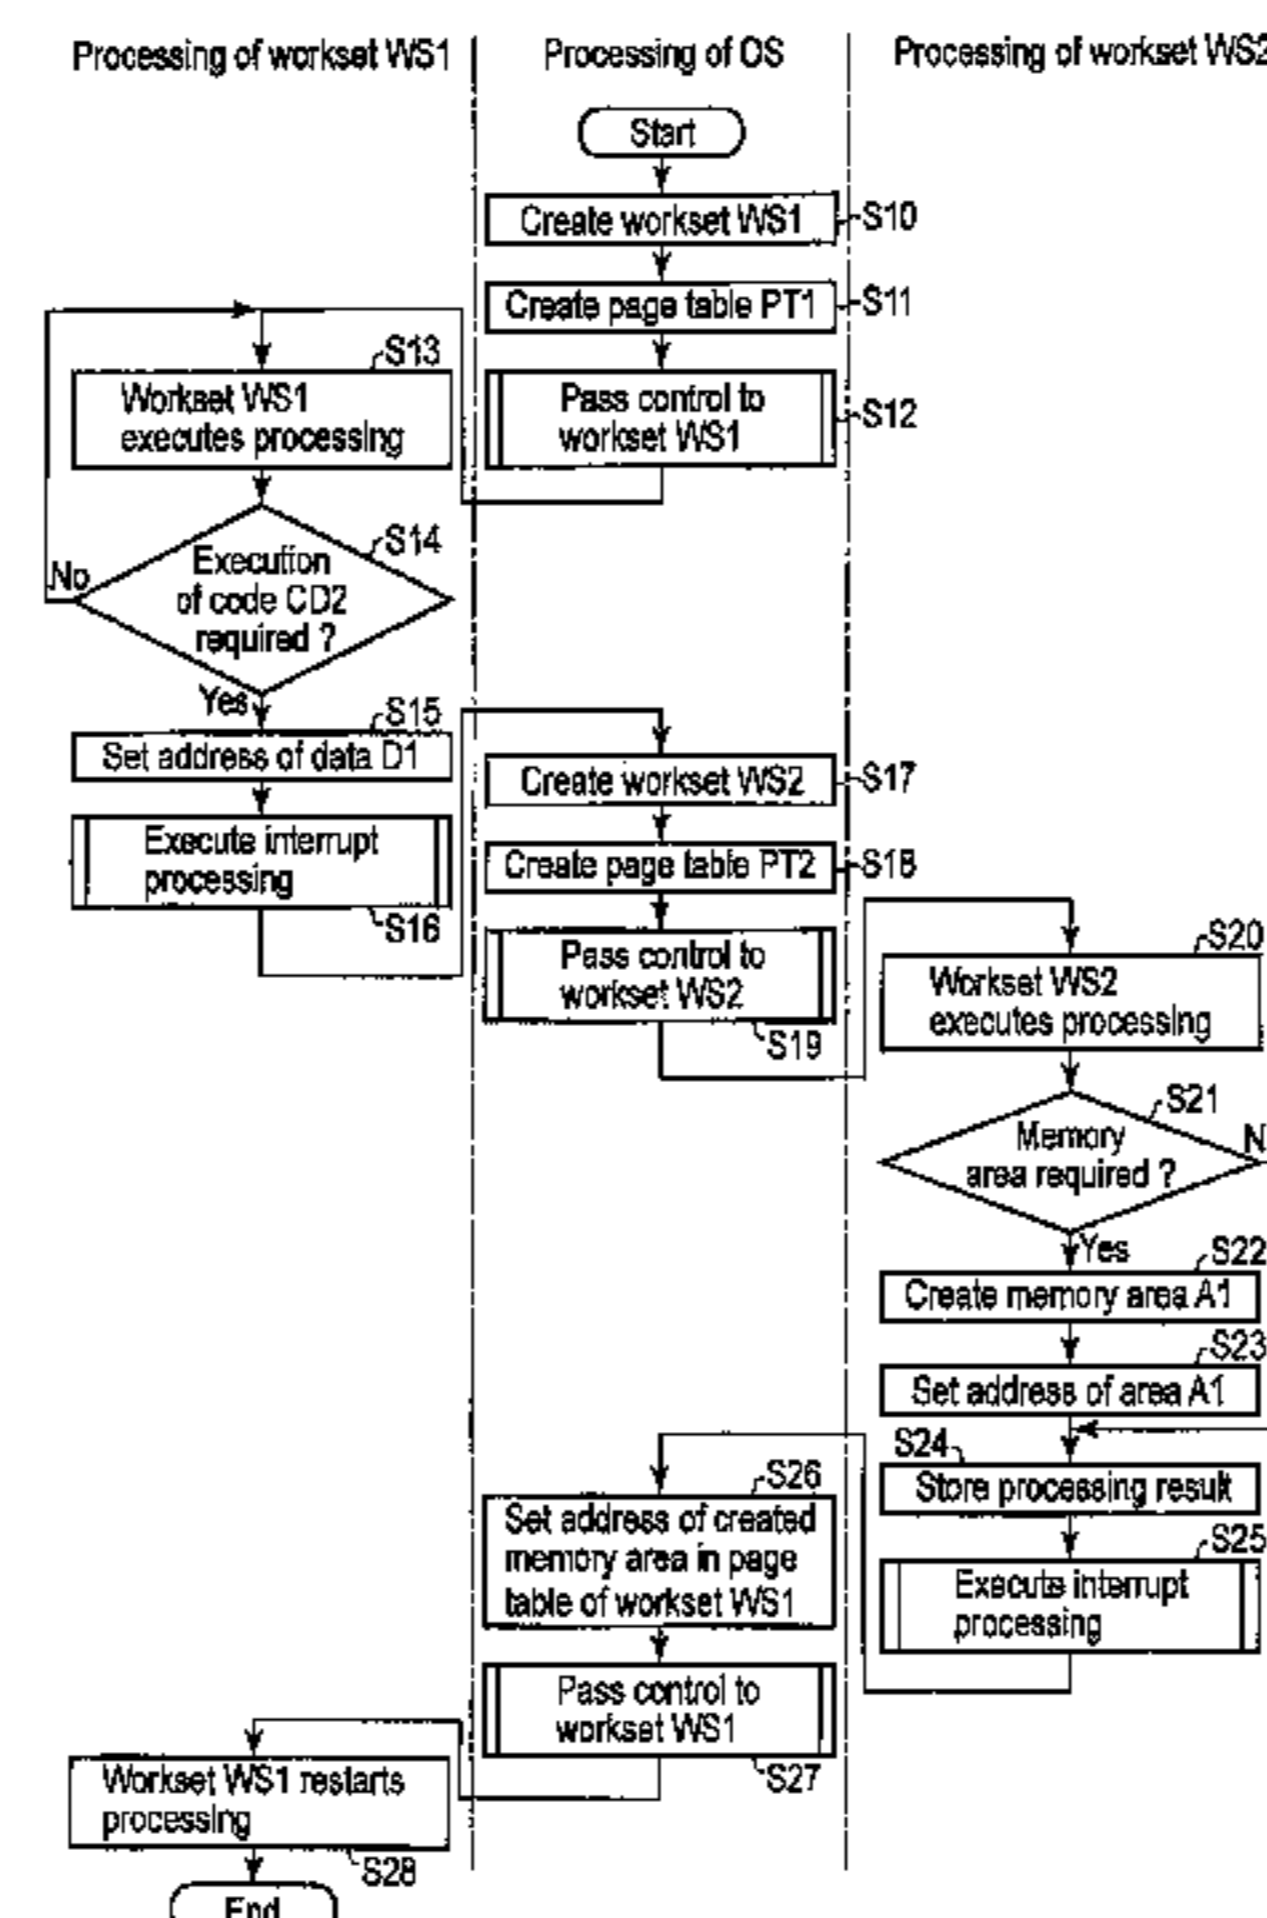 Processing of workset WS1
Processing of OS
Processing of workset WS2
Start
Create workset WS1
S10
Create page table PT1
S11
Pass control to
workset WS1
S12
S13
Workset WS1
executes processing
S14
Execution
of code CD2
required ?
No
Yes
S15
Set address of data D1
Execute interrupt
processing
S16
Create workset WS2
S17
Create page table PT2
S18
Pass control to
workset WS2
S19
S20
Workset WS2
executes processing
S21
Memory
area required ?
N
Yes
S22
Create memory area A1
S23
Set address of area A1
S24
Store processing result
S25
Execute interrupt
processing
S26
Set address of created
memory area in page
table of workset WS1
Pass control to
workset WS1
S27
Workset WS1 restarts
processing
S28
End